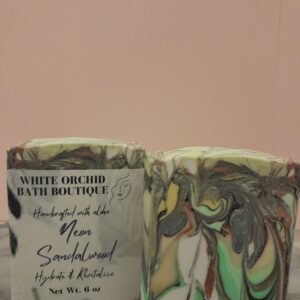 WHITE ORCHID
BATH BOUTIQUE
Handcrafted with aloha
Neon
Sandalwood
Hydrate & Revitalize
Net Wt. 6 oz